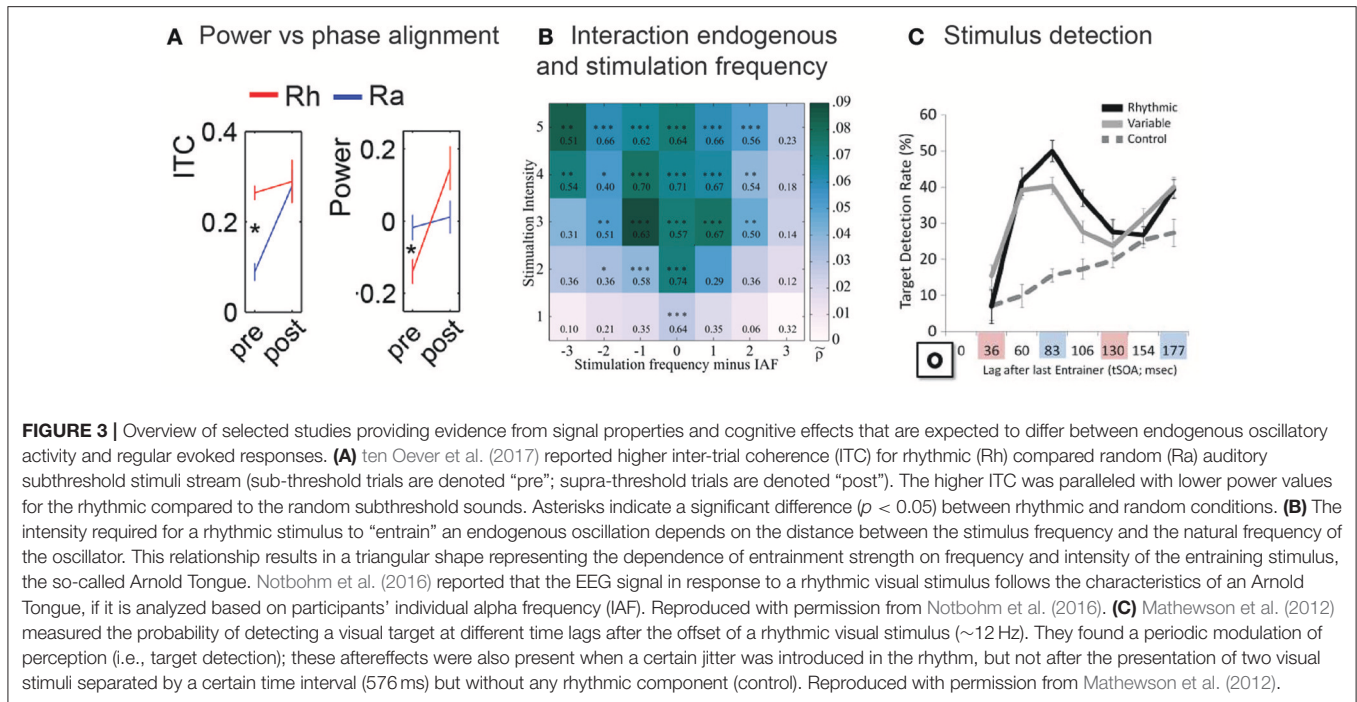 A Power vs phase alignment
Rh Ra
ITC
0.4
0.2
0
*
pre post
Power
0.2
0
-0.2
*
pre post
B Interaction endogenous
and stimulation frequency
Stimualtion Intensity
5
4
3
2
1
** *** *** *** *** ***
0.51 0.66 0.62 0.64 0.66 0.56 0.23
** * *** *** *** **
0.54 0.40 0.70 0.71 0.67 0.54 0.18
** *** *** *** **
0.31 0.51 0.63 0.57 0.67 0.50 0.14
* *** ***
0.36 0.36 0.58 0.74 0.29 0.36 0.12
***
0.10 0.21 0.35 0.64 0.35 0.06 0.32
-3 -2 -1 0 1 2 3
Stimulation frequency minus IAF
.09
.08
.07
.06
.05
.04
.03
.02
.01
0
ρ̃
C Stimulus detection
Rhythmic
Variable
Control
Target Detection Rate (%)
60
50
40
30
20
10
0
O 0 36 60 83 106 130 154 177
Lag after last Entrainer (tSOA; msec)
FIGURE 3 | Overview of selected studies providing evidence from signal properties and cognitive effects that are expected to differ between endogenous oscillatory
activity and regular evoked responses. (A) ten Oever et al. (2017) reported higher inter-trial coherence (ITC) for rhythmic (Rh) compared random (Ra) auditory
subthreshold stimuli stream (sub-threshold trials are denoted "pre"; supra-threshold trials are denoted "post"). The higher ITC was paralleled with lower power values
for the rhythmic compared to the random subthreshold sounds. Asterisks indicate a significant difference (p < 0.05) between rhythmic and random conditions. (B) The
intensity required for a rhythmic stimulus to "entrain" an endogenous oscillation depends on the distance between the stimulus frequency and the natural frequency of
the oscillator. This relationship results in a triangular shape representing the dependence of entrainment strength on frequency and intensity of the entraining stimulus,
the so-called Arnold Tongue. Notbohm et al. (2016) reported that the EEG signal in response to a rhythmic visual stimulus follows the characteristics of an Arnold
Tongue, if it is analyzed based on participants' individual alpha frequency (IAF). Reproduced with permission from Notbohm et al. (2016). (C) Mathewson et al. (2012)
measured the probability of detecting a visual target at different time lags after the offset of a rhythmic visual stimulus (~12 Hz). They found a periodic modulation of
perception (i.e., target detection); these aftereffects were also present when a certain jitter was introduced in the rhythm, but not after the presentation of two visual
stimuli separated by a certain time interval (576 ms) but without any rhythmic component (control). Reproduced with permission from Mathewson et al. (2012).